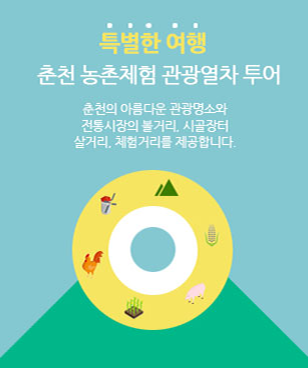 특별한 여행
춘천 농촌체험 관광열차 투어
춘천의 아름다운 관광명소와
전통시장의 볼거리, 시골장터
살거리, 체험거리를 제공합니다.